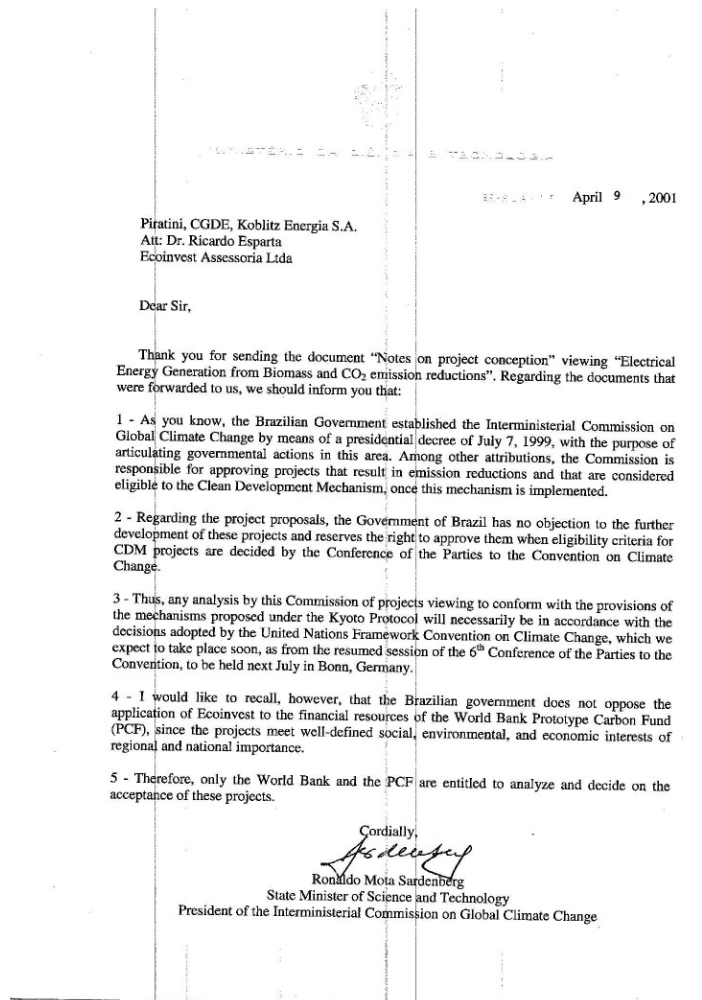 April 9 , 2001
Piratini, CGDE, Koblitz Energia S.A.
Att: Dr. Ricardo Esparta
Ecoinvest Assessoria Ltda
Dear Sir,
Thank you for sending the document “Notes on project conception” viewing “Electrical
Energy Generation from Biomass and CO₂ emission reductions”. Regarding the documents that
were forwarded to us, we should inform you that:
1 - As you know, the Brazilian Government established the Interministerial Commission on
Global Climate Change by means of a presidential decree of July 7, 1999, with the purpose of
articulating governmental actions in this area. Among other attributions, the Commission is
responsible for approving projects that result in emission reductions and that are considered
eligible to the Clean Development Mechanism, once this mechanism is implemented.
2 - Regarding the project proposals, the Government of Brazil has no objection to the further
development of these projects and reserves the right to approve them when eligibility criteria for
CDM projects are decided by the Conference of the Parties to the Convention on Climate
Change.
3 - Thus, any analysis by this Commission of projects viewing to conform with the provisions of
the mechanisms proposed under the Kyoto Protocol will necessarily be in accordance with the
decisions adopted by the United Nations Framework Convention on Climate Change, which we
expect to take place soon, as from the resumed session of the 6th Conference of the Parties to the
Convention, to be held next July in Bonn, Germany.
4 - I would like to recall, however, that the Brazilian government does not oppose the
application of Ecoinvest to the financial resources of the World Bank Prototype Carbon Fund
(PCF), since the projects meet well-defined social, environmental, and economic interests of
regional and national importance.
5 - Therefore, only the World Bank and the PCF are entitled to analyze and decide on the
acceptance of these projects.
Cordially,
Ronaldo Mota Sardenberg
State Minister of Science and Technology
President of the Interministerial Commission on Global Climate Change